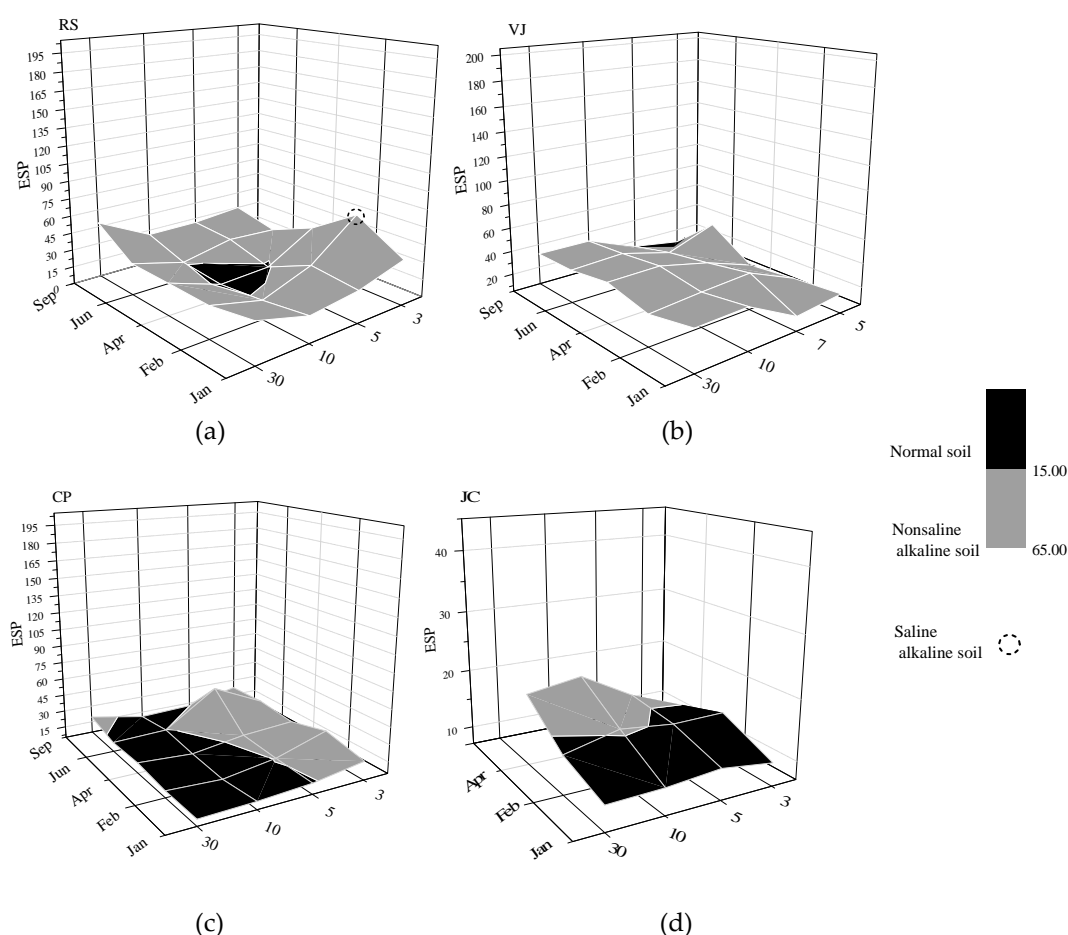 RS
195
180
165
150
135
120
105
90
75
60
45
30
15
0
ESP
Sep
Jun
Apr
Feb
Jan
30
10
5
3
(a)
VJ
200
180
160
140
120
100
80
60
40
20
ESP
Sep
Jun
Apr
Feb
Jan
30
10
7
5
(b)
CP
195
180
165
150
135
120
105
90
75
60
45
30
15
ESP
Sep
Jun
Apr
Feb
Jan
30
10
5
3
(c)
JC
40
30
20
10
ESP
Apr
Feb
Jan
30
10
5
3
(d)
Normal soil
15.00
Nonsaline
alkaline soil
65.00
Saline
alkaline soil